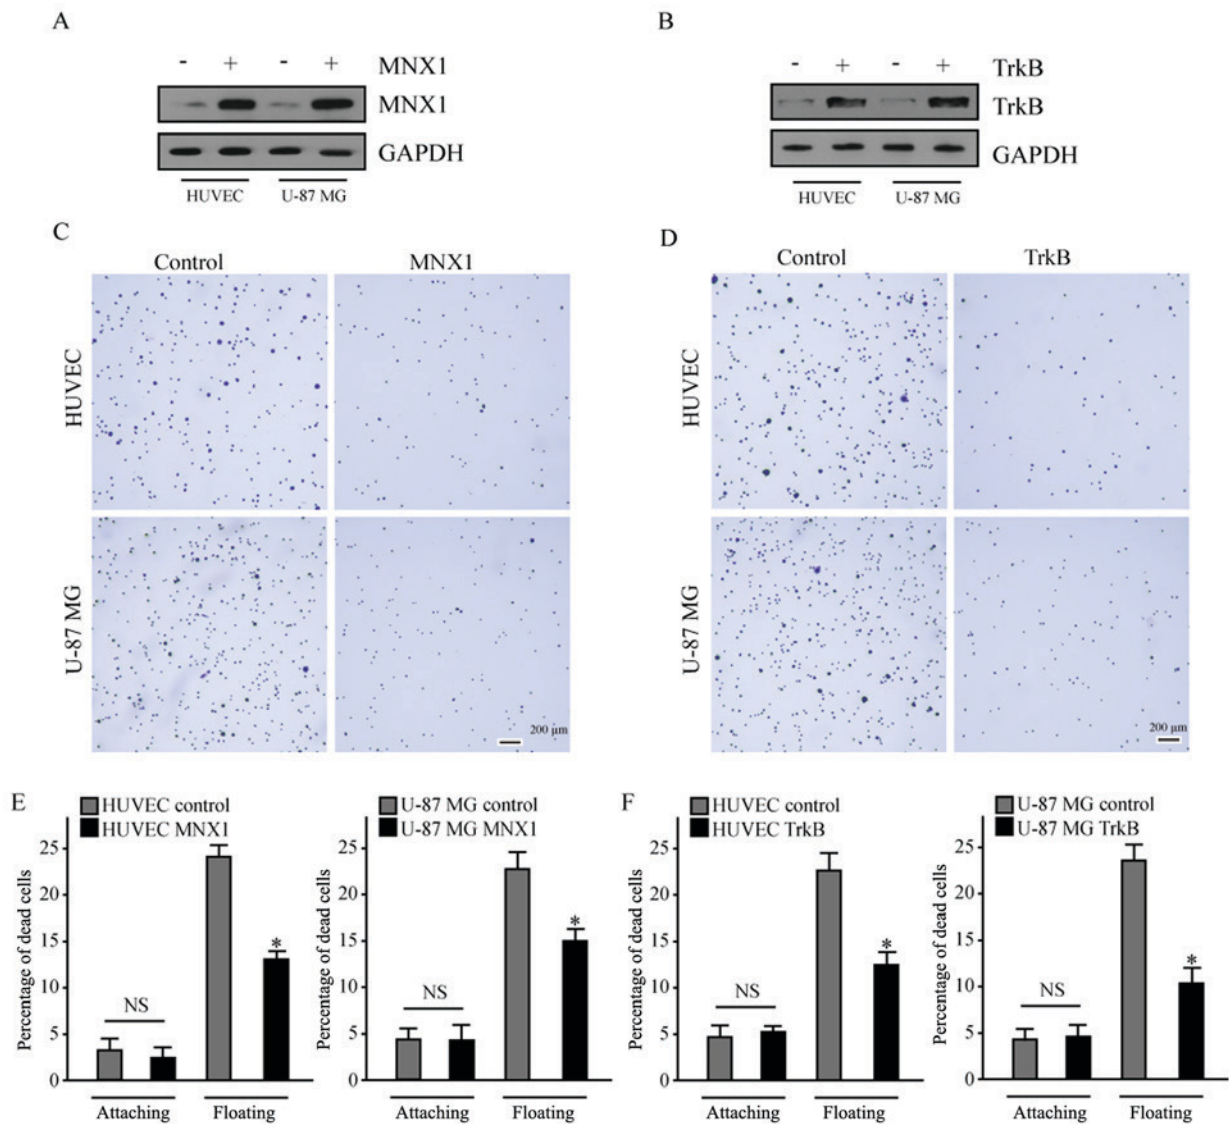 A
- + - + MNX1
MNX1
GAPDH
HUVEC U-87 MG
B
- + - + TrkB
TrkB
GAPDH
HUVEC U-87 MG
C
Control MNX1
HUVEC
U-87 MG
200 µm
D
Control TrkB
HUVEC
U-87 MG
200 µm
E
HUVEC control
HUVEC MNX1
Percentage of dead cells
25
20
15
10
5
0
NS
*
Attaching Floating
U-87 MG control
U-87 MG MNX1
Percentage of dead cells
25
20
15
10
5
0
NS
*
Attaching Floating
F
HUVEC control
HUVEC TrkB
Percentage of dead cells
25
20
15
10
5
0
NS
*
Attaching Floating
U-87 MG control
U-87 MG TrkB
Percentage of dead cells
25
20
15
10
5
0
NS
*
Attaching Floating